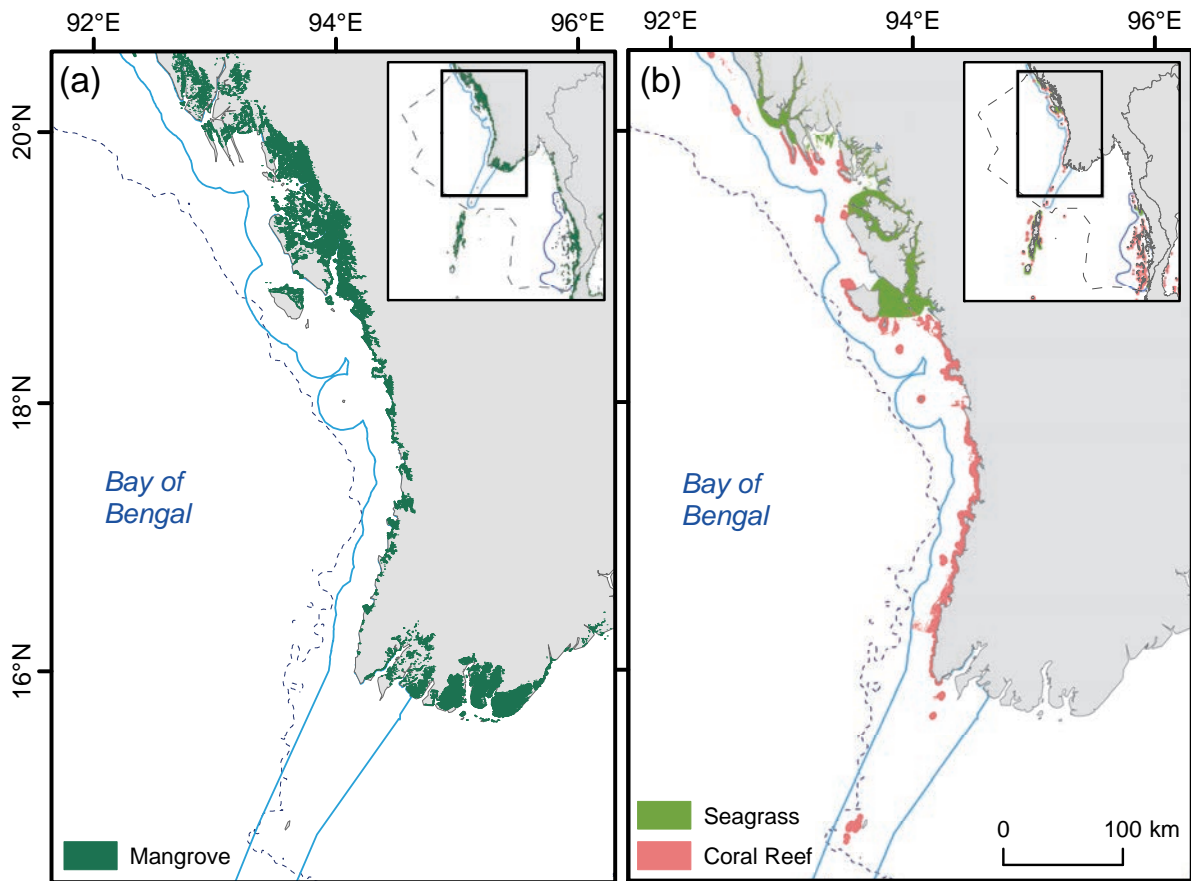 92°E 94°E 96°E 92°E 94°E 96°E
(a) (b)
20°N
18°N
16°N
Bay of
Bengal
Bay of
Bengal
Mangrove
Seagrass
Coral Reef
0 100 km